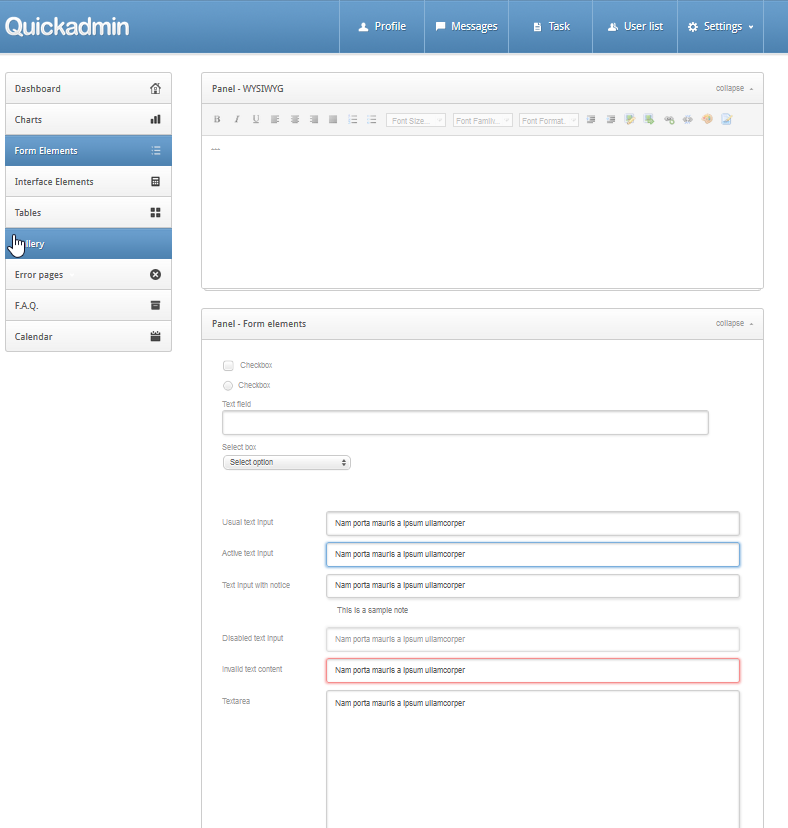 Quickadmin
Profile
Messages
Task
User list
Settings
Dashboard
Charts
Form Elements
Interface Elements
Tables
Error pages
F.A.Q.
Calendar
Panel - WYSIWYG
collapse
B I U
Font Size...
Font Famili...
Font Format.
---
Panel - Form elements
collapse
Checkbox
Checkbox
Text field
Select box
Select option
Usual text input
Nam porta mauris a ipsum ullamcorper
Active text input
Nam porta mauris a ipsum ullamcorper
Text input with notice
Nam porta mauris a ipsum ullamcorper
This is a sample note
Disabled text input
Nam porta mauris a ipsum ullamcorper
Invalid text content
Nam porta mauris a ipsum ullamcorper
Textarea
Nam porta mauris a ipsum ullamcorper